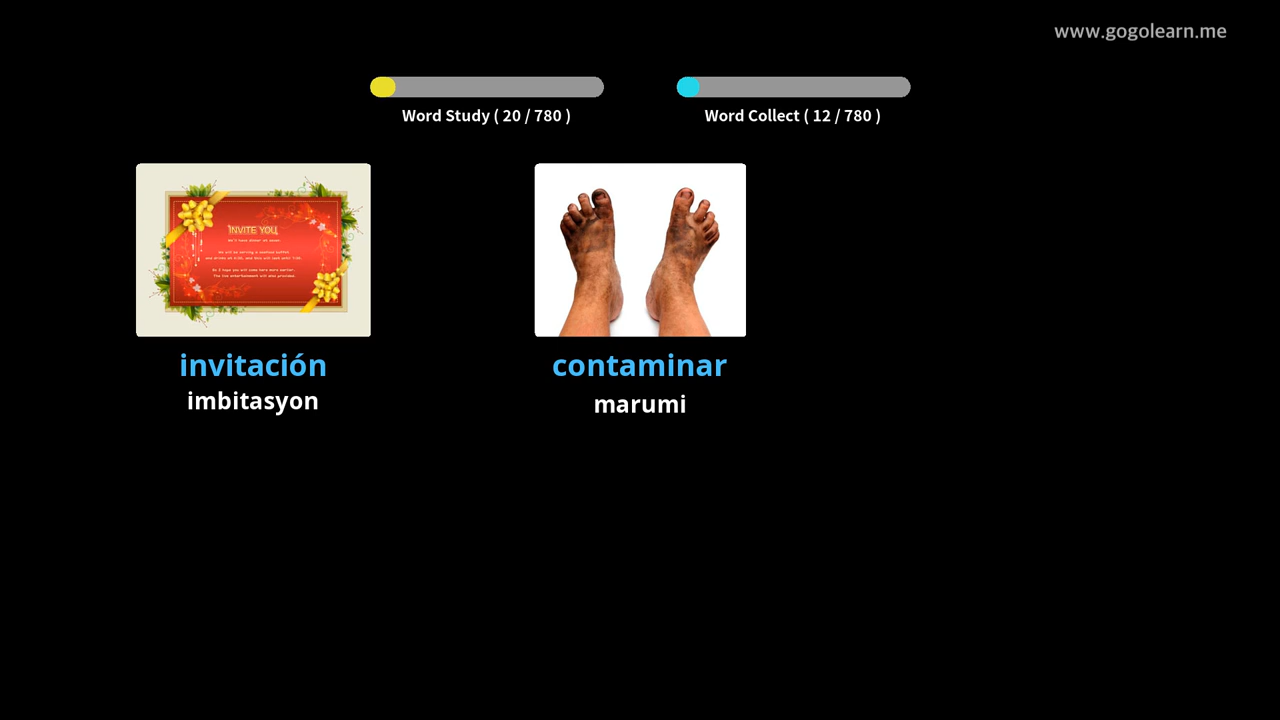 www.gogolearn.me
Word Study ( 20 / 780 )
Word Collect ( 12 / 780 )
INVITE YOU
invitación
imbitasyon
contaminar
marumi